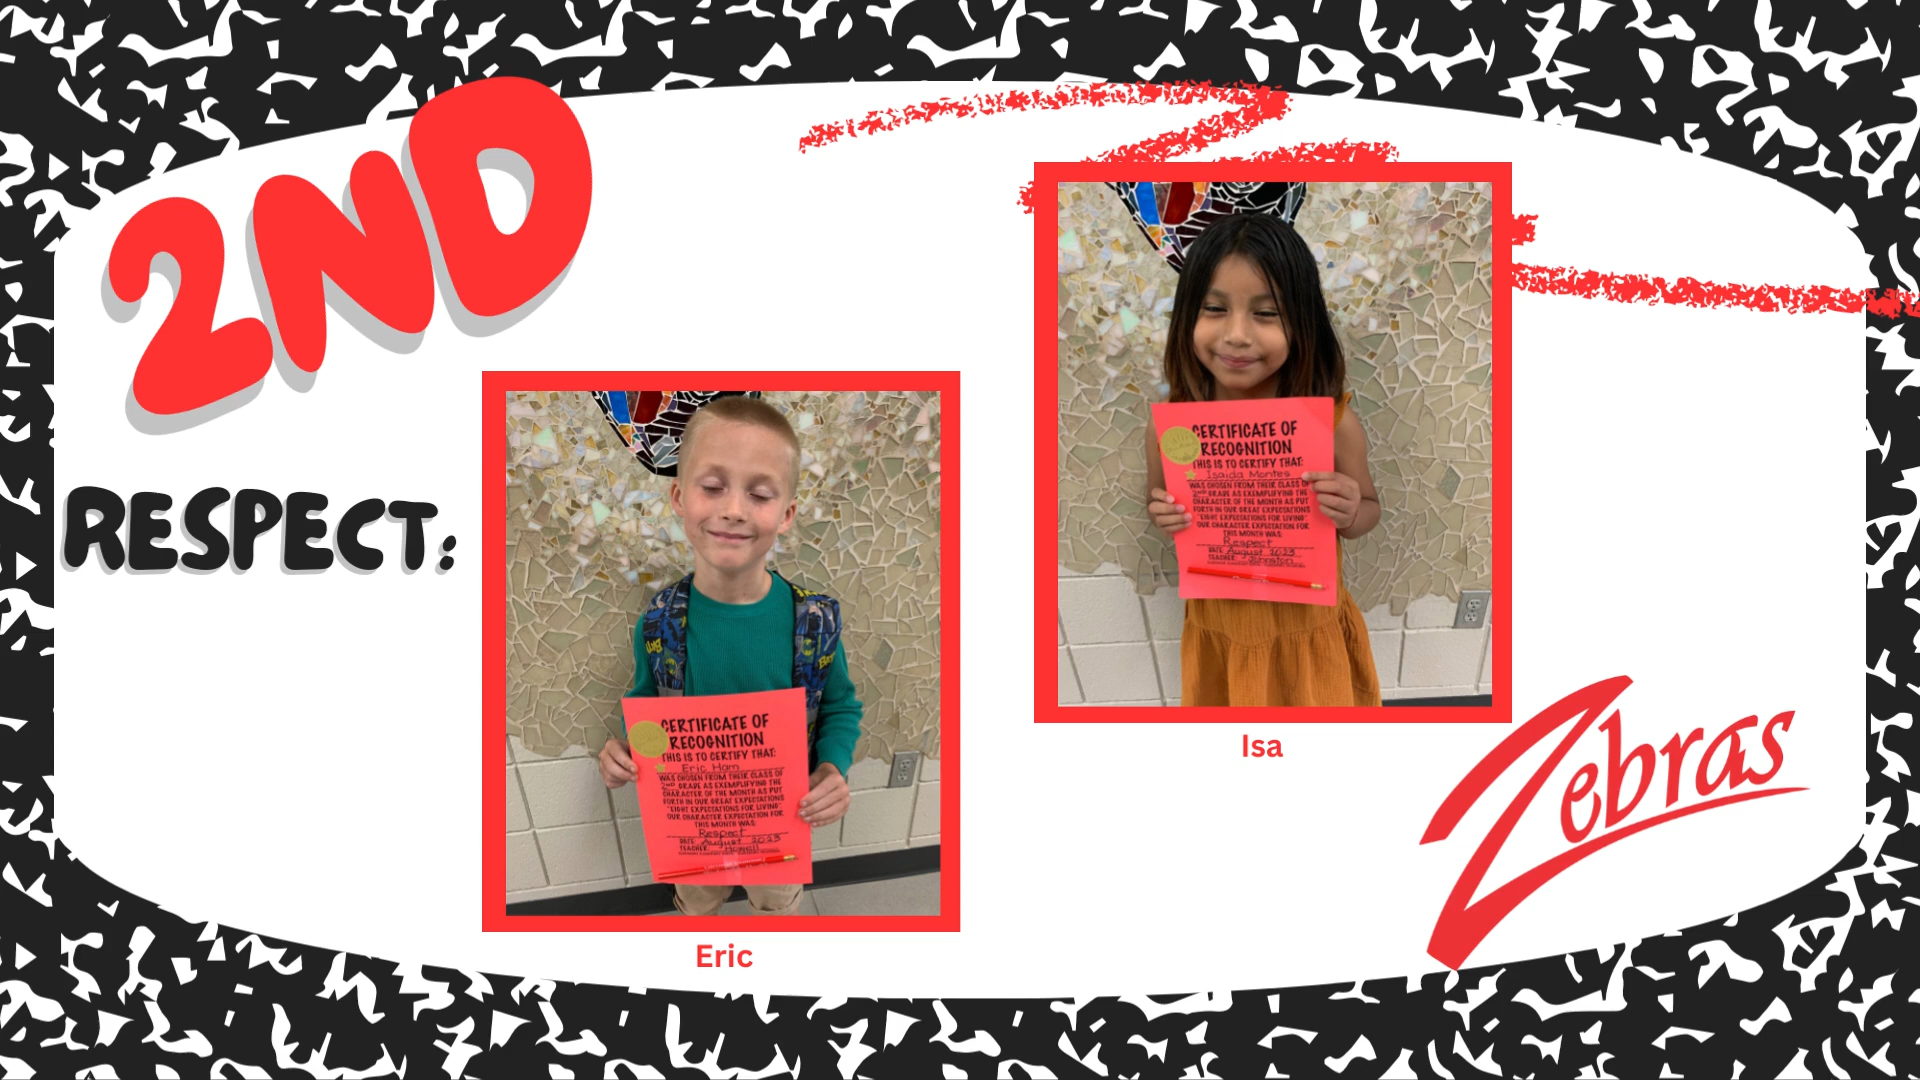 2ND
RESPECT:
CERTIFICATE OF
RECOGNITION
THIS IS TO CERTIFY THAT:
Eric Ham
WAS CHOSEN FROM THEIR CLASS OF
2ND GRADE AS EXEMPLIFYING THE
CHARACTER OF THE MONTH AS PUT
FORTH IN OUR GREAT EXPECTATIONS
"EIGHT EXPECTATIONS FOR LIVING"
OUR CHARACTER EXPECTATION FOR
THIS MONTH WAS:
Respect
DATE: August 2023
TEACHER: Howell
Eric
CERTIFICATE OF
RECOGNITION
THIS IS TO CERTIFY THAT:
Isaida Montes
WAS CHOSEN FROM THEIR CLASS OF
2ND GRADE AS EXEMPLIFYING THE
CHARACTER OF THE MONTH AS PUT
FORTH IN OUR GREAT EXPECTATIONS
"EIGHT EXPECTATIONS FOR LIVING"
OUR CHARACTER EXPECTATION FOR
THIS MONTH WAS:
Respect
DATE: August 2023
TEACHER: Johnston
Isa
Zebras